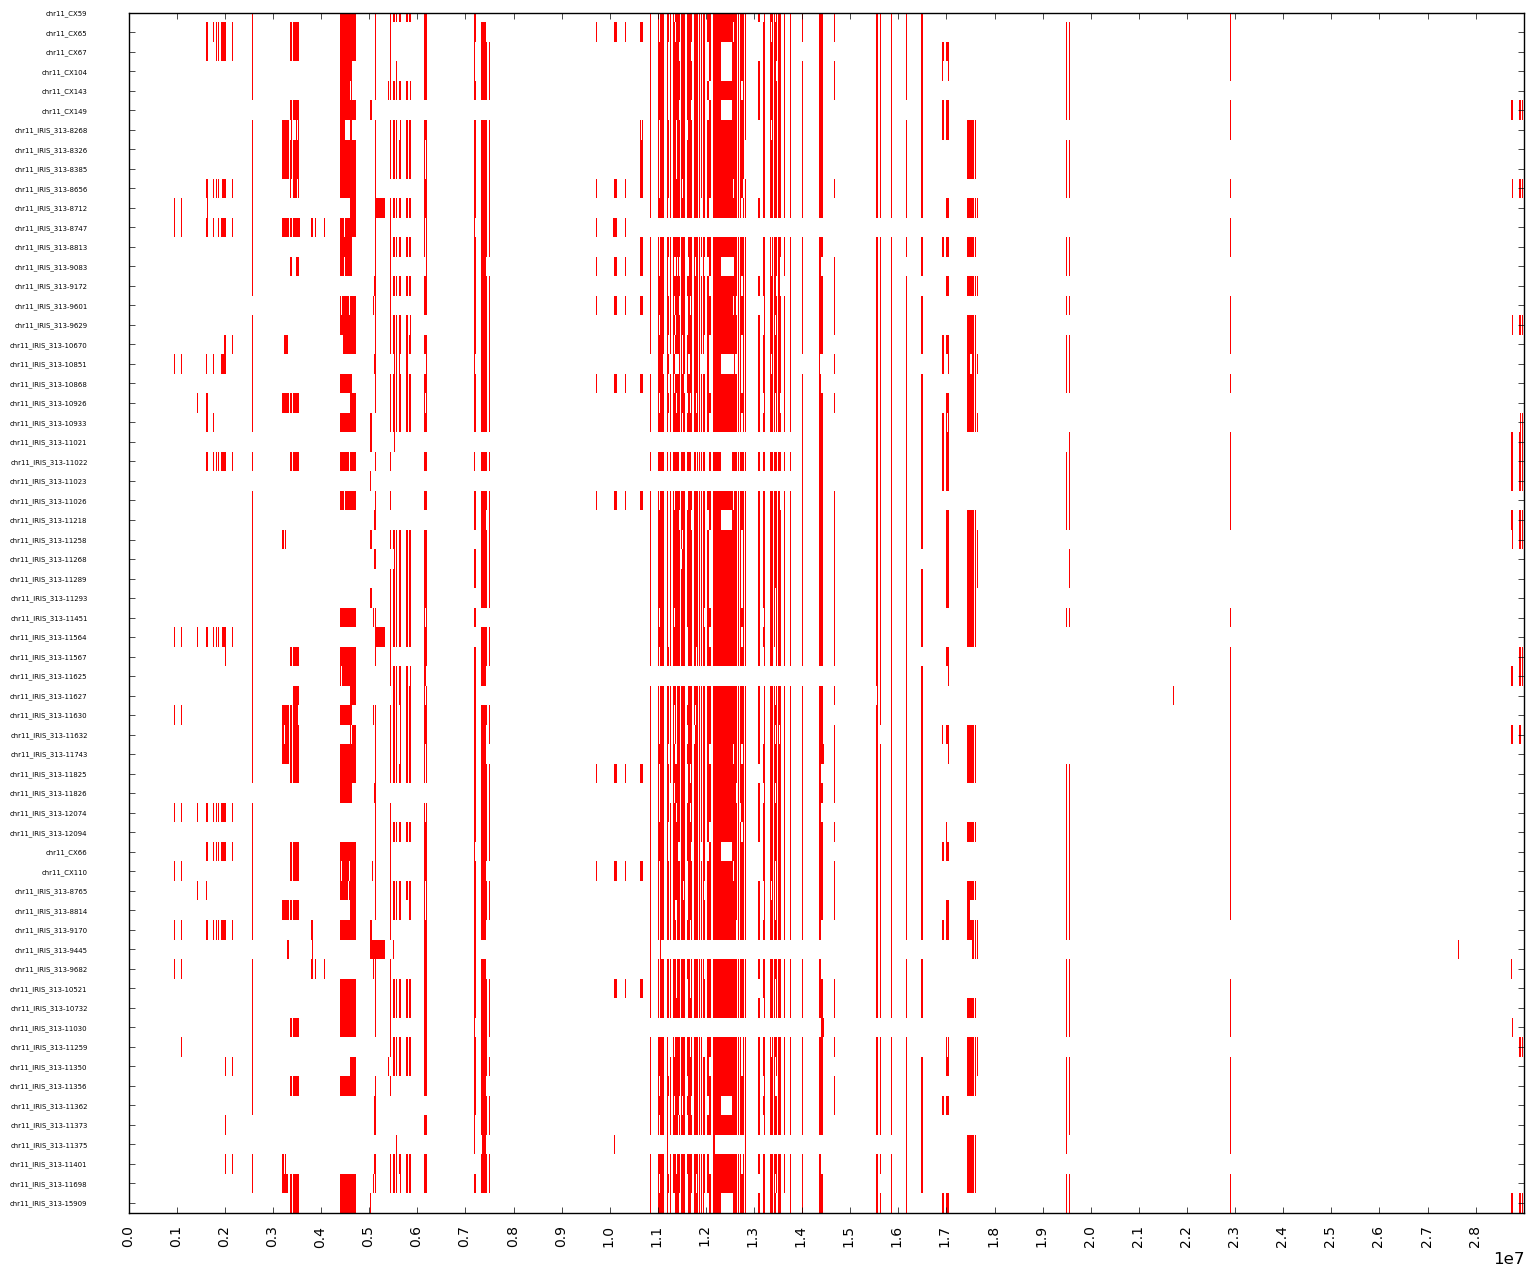 chr11_CX59
chr11_CX65
chr11_CX67
chr11_CX104
chr11_CX143
chr11_CX149
chr11_IRIS_313-8268
chr11_IRIS_313-8326
chr11_IRIS_313-8385
chr11_IRIS_313-8656
chr11_IRIS_313-8712
chr11_IRIS_313-8747
chr11_IRIS_313-8813
chr11_IRIS_313-9083
chr11_IRIS_313-9172
chr11_IRIS_313-9601
chr11_IRIS_313-9629
chr11_IRIS_313-10670
chr11_IRIS_313-10851
chr11_IRIS_313-10868
chr11_IRIS_313-10926
chr11_IRIS_313-10933
chr11_IRIS_313-11021
chr11_IRIS_313-11022
chr11_IRIS_313-11023
chr11_IRIS_313-11026
chr11_IRIS_313-11218
chr11_IRIS_313-11258
chr11_IRIS_313-11268
chr11_IRIS_313-11289
chr11_IRIS_313-11293
chr11_IRIS_313-11451
chr11_IRIS_313-11564
chr11_IRIS_313-11567
chr11_IRIS_313-11625
chr11_IRIS_313-11627
chr11_IRIS_313-11630
chr11_IRIS_313-11632
chr11_IRIS_313-11743
chr11_IRIS_313-11825
chr11_IRIS_313-11826
chr11_IRIS_313-12074
chr11_IRIS_313-12094
chr11_CX66
chr11_CX110
chr11_IRIS_313-8765
chr11_IRIS_313-8814
chr11_IRIS_313-9170
chr11_IRIS_313-9445
chr11_IRIS_313-9682
chr11_IRIS_313-10521
chr11_IRIS_313-10732
chr11_IRIS_313-11030
chr11_IRIS_313-11259
chr11_IRIS_313-11350
chr11_IRIS_313-11356
chr11_IRIS_313-11362
chr11_IRIS_313-11373
chr11_IRIS_313-11375
chr11_IRIS_313-11401
chr11_IRIS_313-11698
chr11_IRIS_313-15909
0.0 0.1 0.2 0.3 0.4 0.5 0.6 0.7 0.8 0.9 1.0 1.1 1.2 1.3 1.4 1.5 1.6 1.7 1.8 1.9 2.0 2.1 2.2 2.3 2.4 2.5 2.6 2.7 2.8
1e7